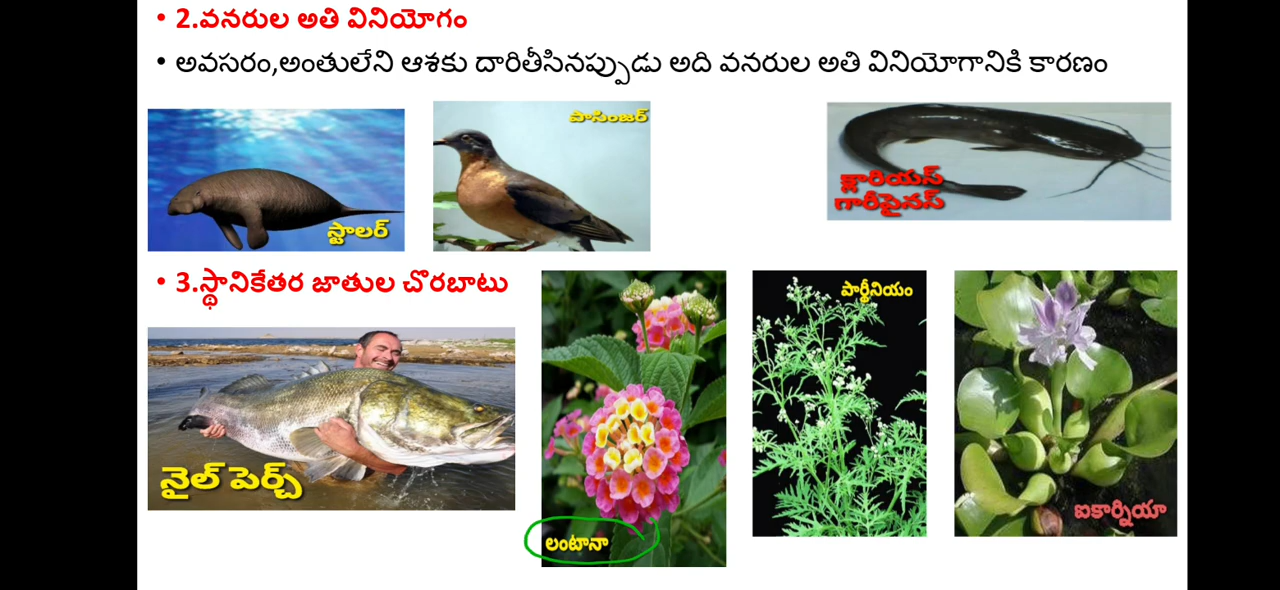 • 2.వనరుల అతి వినియోగం
• అవసరం,అంతులేని ఆశకు దారితీసినప్పుడు అది వనరుల అతి వినియోగానికి కారణం
స్టాలర్
పాసింజర్
క్లారియస్
గారీపైనస్
• 3.స్థానికేతర జాతుల చొరబాటు
నైల్ పెర్చ్
లంటానా
పార్థీనియం
ఐకార్నియా